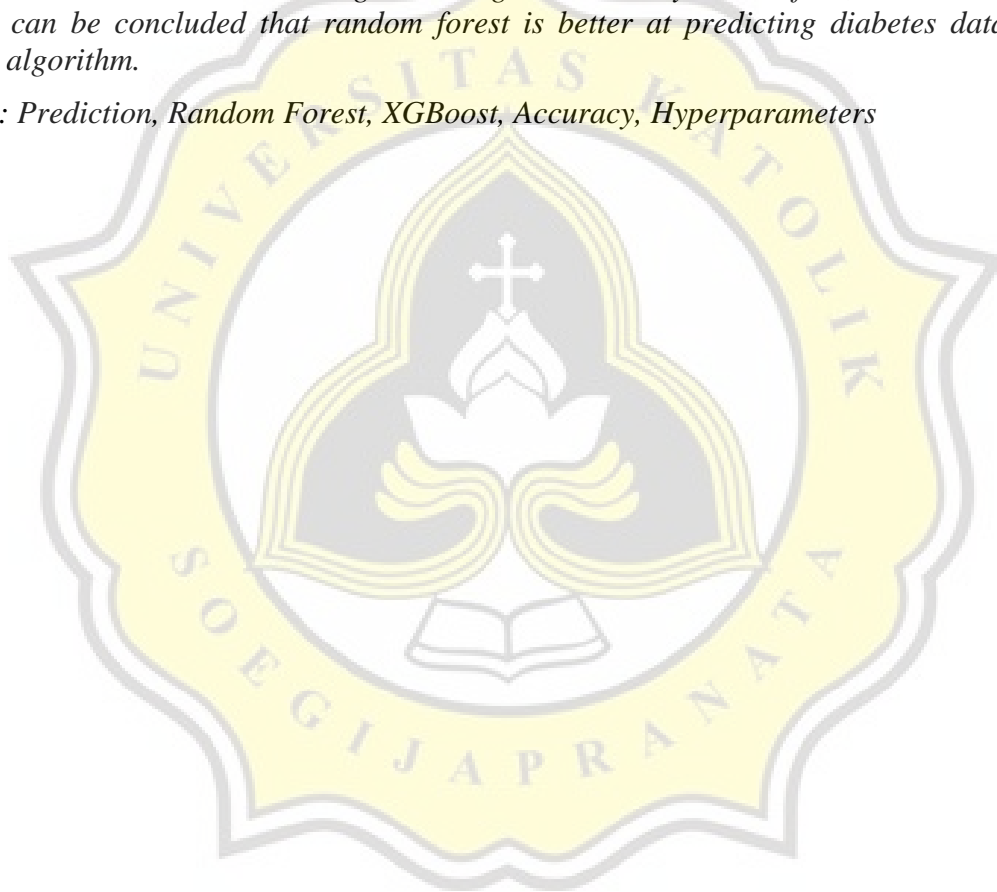 can be concluded that random forest is better at predicting diabetes data
algorithm.
: Prediction, Random Forest, XGBoost, Accuracy, Hyperparameters
UNIVERSITAS KATOLIK
SOEGIJAPRANATA